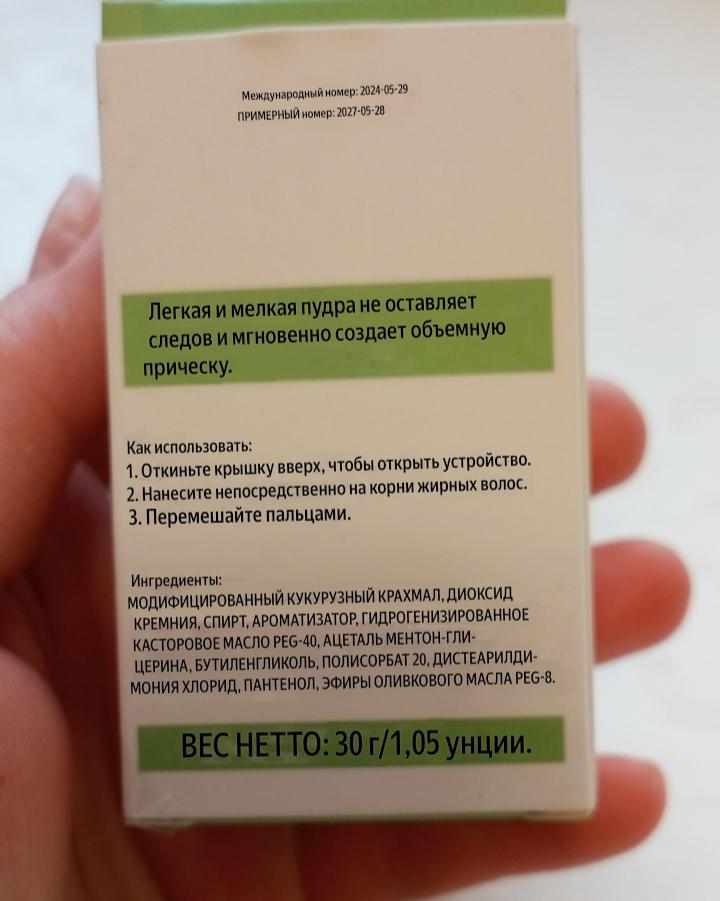 Международный номер: 2024-05-29
ПРИМЕРНЫЙ номер: 2027-05-28
Легкая и мелкая пудра не оставляет
следов и мгновенно создает объемную
прическу.
Как использовать:
1. Откиньте крышку вверх, чтобы открыть устройство.
2. Нанесите непосредственно на корни жирных волос.
3. Перемешайте пальцами.
Ингредиенты:
МОДИФИЦИРОВАННЫЙ КУКУРУЗНЫЙ КРАХМАЛ, ДИОКСИД
КРЕМНИЯ, СПИРТ, АРОМАТИЗАТОР, ГИДРОГЕНИЗИРОВАННОЕ
КАСТОРОВОЕ МАСЛО PEG-40, АЦЕТАЛЬ МЕНТОН-ГЛИ-
ЦЕРИНА, БУТИЛЕНГЛИКОЛЬ, ПОЛИСОРБАТ 20, ДИСТЕАРИЛДИ-
МОНИЯ ХЛОРИД, ПАНТЕНОЛ, ЭФИРЫ ОЛИВКОВОГО МАСЛА PEG-8.
ВЕС НЕТТО: 30 г/1,05 унции.